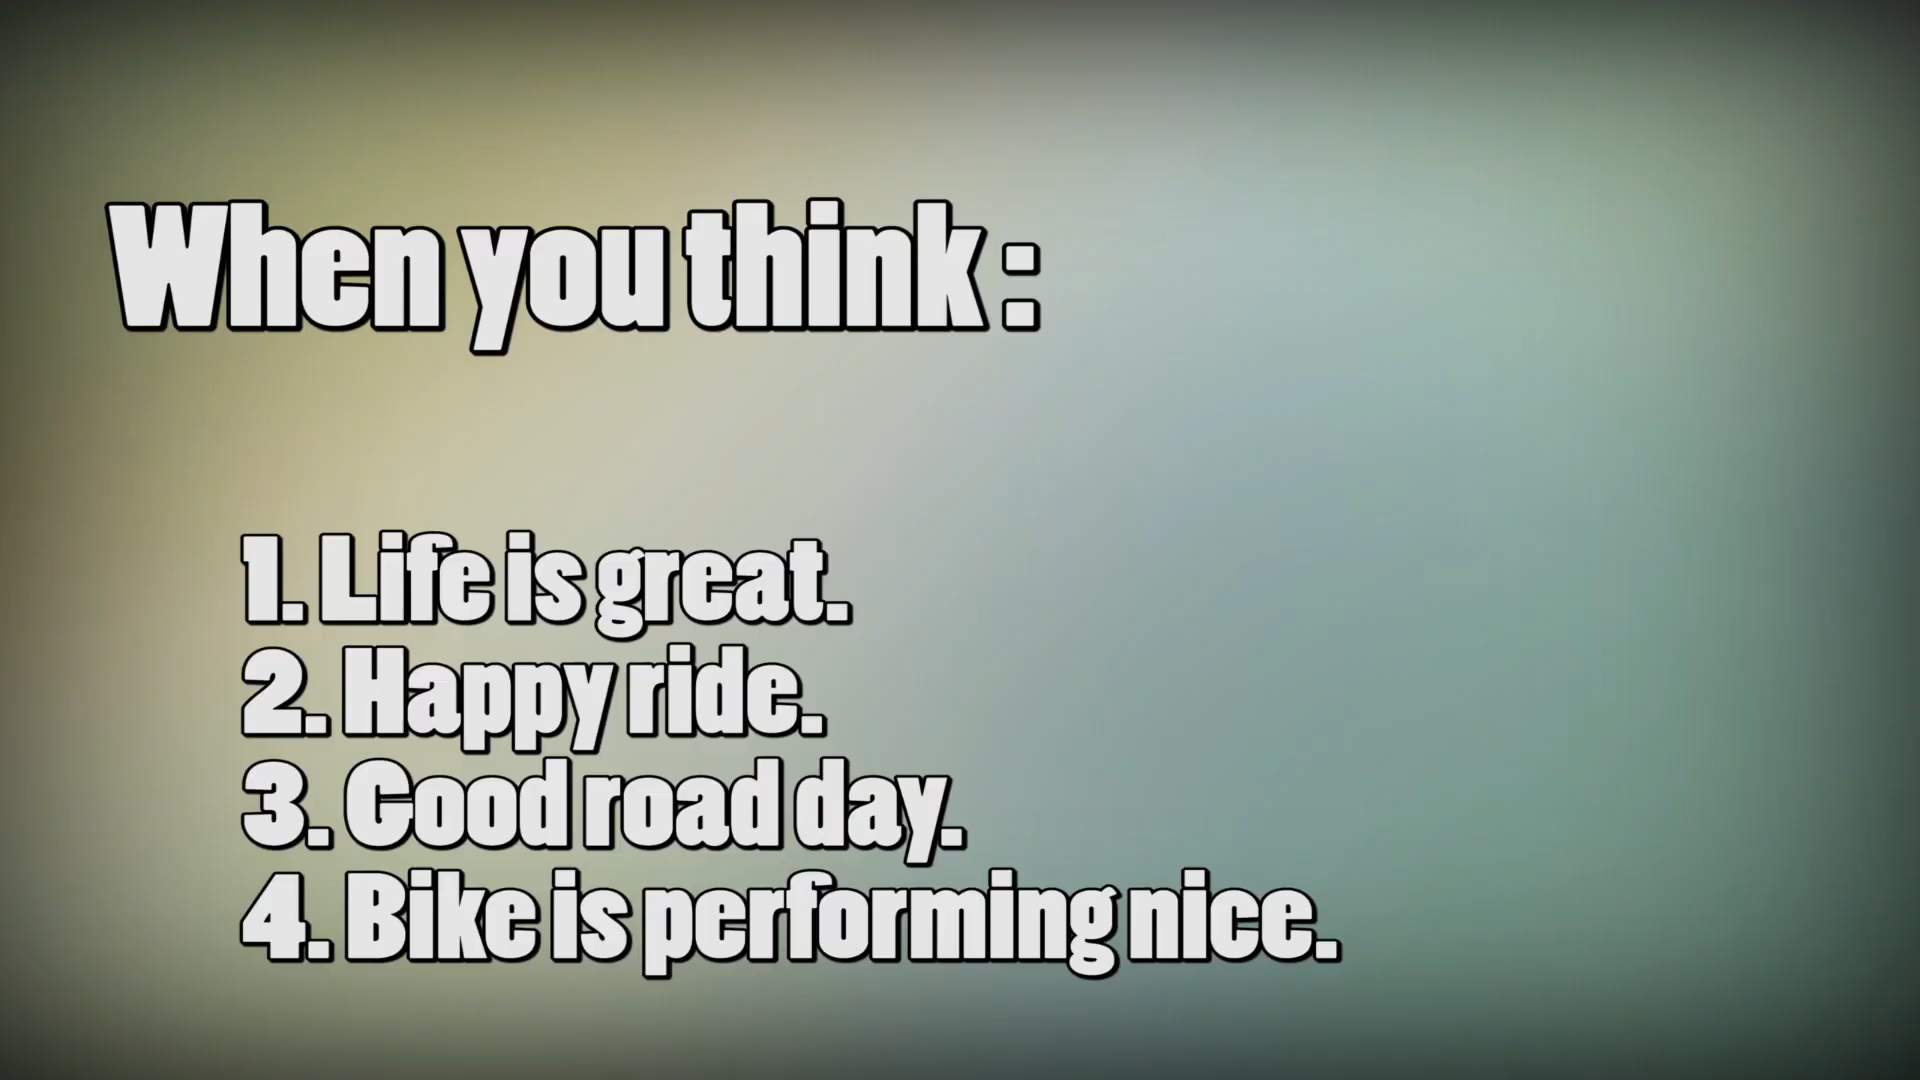 When you think :
1. Life is great.
2. Happy ride.
3. Good road day.
4. Bike is performing nice.